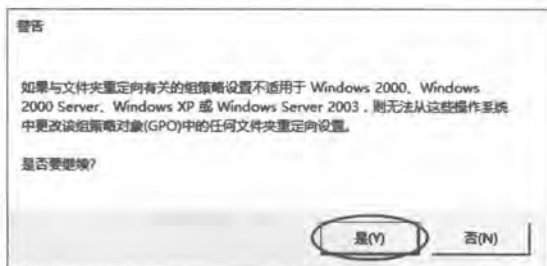 警告
如果与文件夹重定向有关的组策略设置不适用于 Windows 2000、Windows
2000 Server、Windows XP 或 Windows Server 2003，则无法从这些操作系统
中更改该组策略对象(GPO)中的任何文件夹重定向设置。
是否要继续?
是(Y)
否(N)